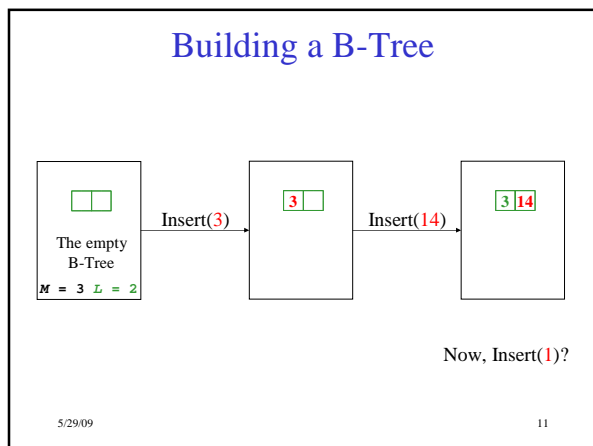 Building a B-Tree
The empty
B-Tree
M = 3 L = 2
Insert(3)
3
Insert(14)
3 14
Now, Insert(1)?
5/29/09
11